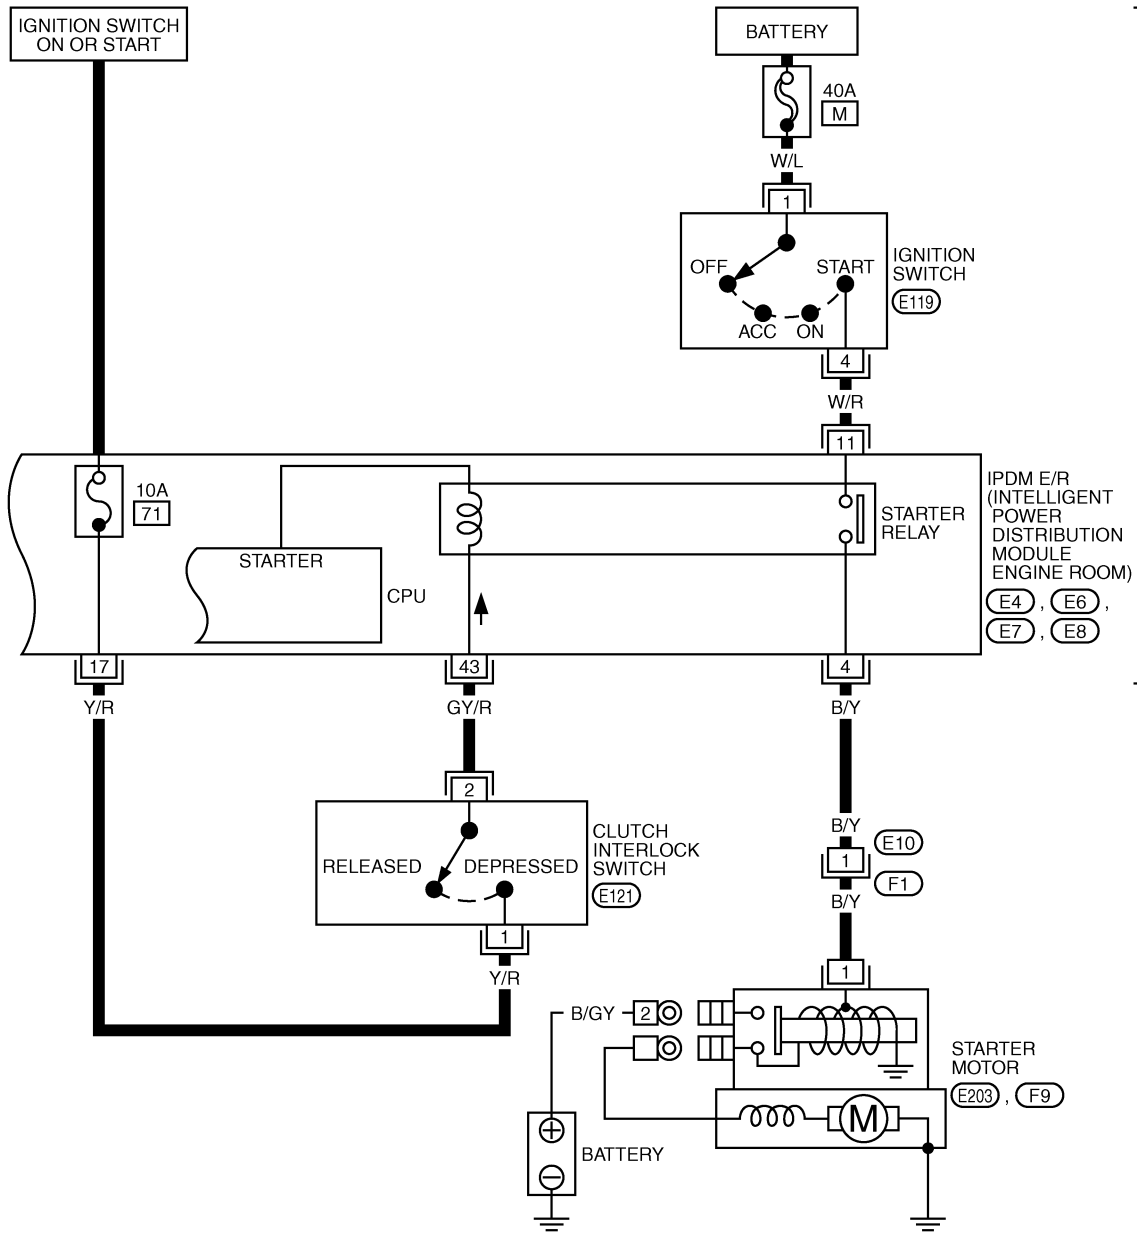 IGNITION SWITCH
ON OR START
BATTERY
40A
M
W/L
1
OFF
START
ACC
ON
IGNITION
SWITCH
E119
4
W/R
11
10A
71
STARTER
CPU
STARTER
RELAY
IPDM E/R
(INTELLIGENT
POWER
DISTRIBUTION
MODULE
ENGINE ROOM)
E4 , E6 ,
E7 , E8
17
43
4
Y/R
GY/R
B/Y
2
RELEASED
DEPRESSED
CLUTCH
INTERLOCK
SWITCH
E121
1
Y/R
B/Y
E10
1
F1
B/Y
1
B/GY
2
STARTER
MOTOR
E203 , F9
M
BATTERY